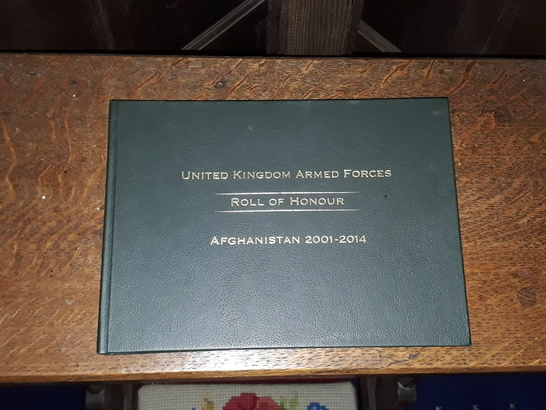 United Kingdom Armed Forces
Roll of Honour
Afghanistan 2001-2014